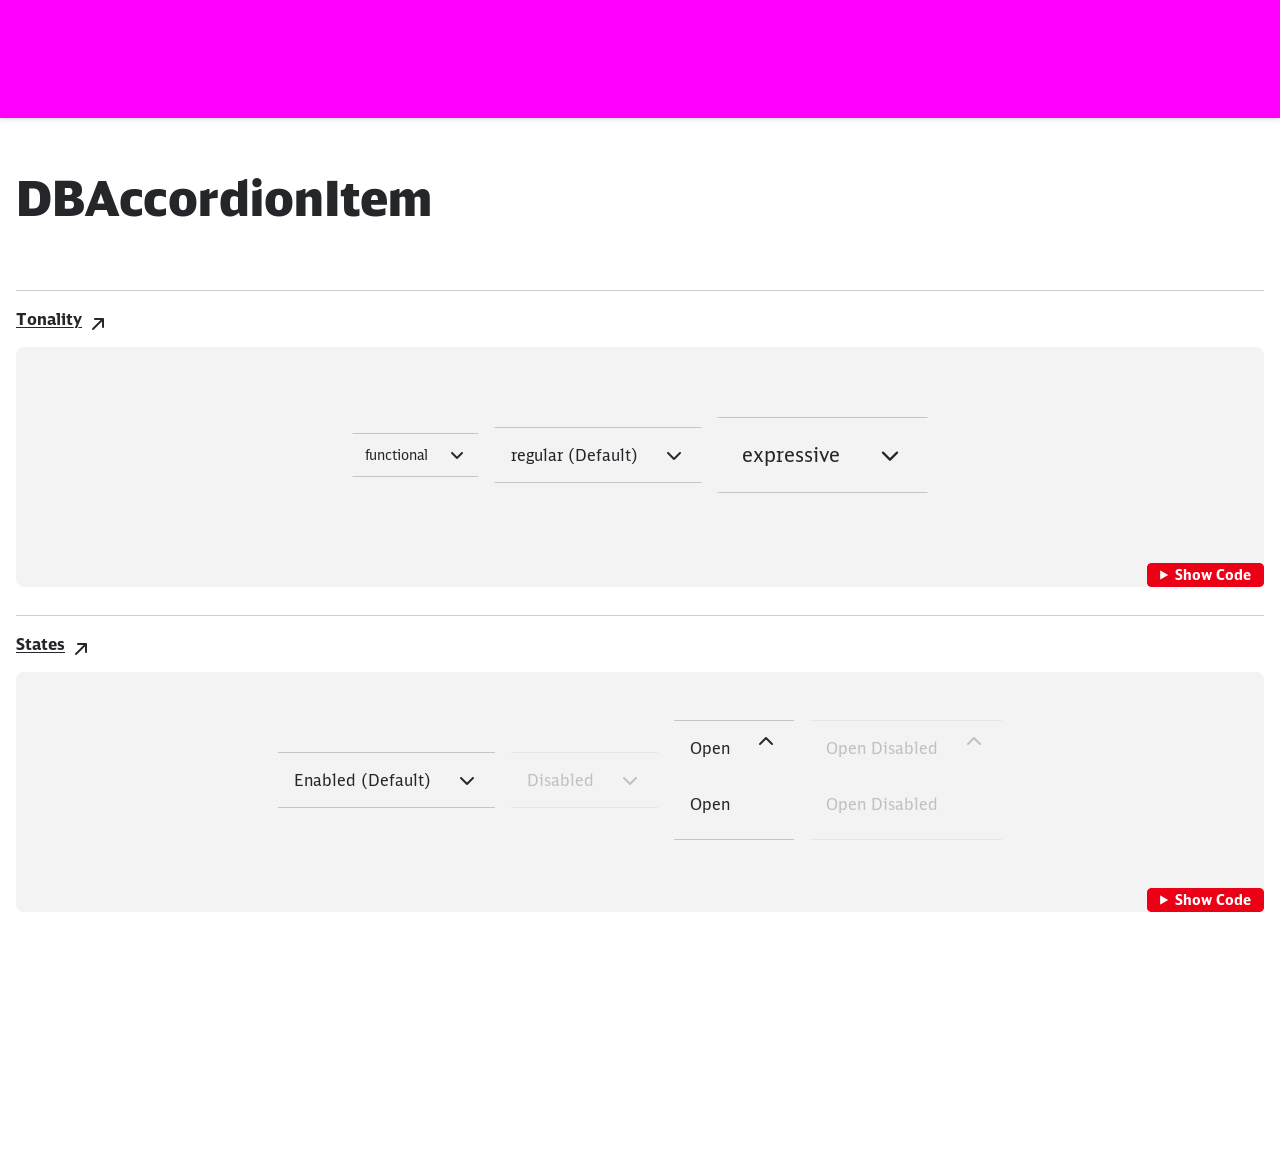 DBAccordionItem
Tonality
functional
regular (Default)
expressive
Show Code
States
Enabled (Default)
Disabled
Open
Open Disabled
Open
Open Disabled
Show Code